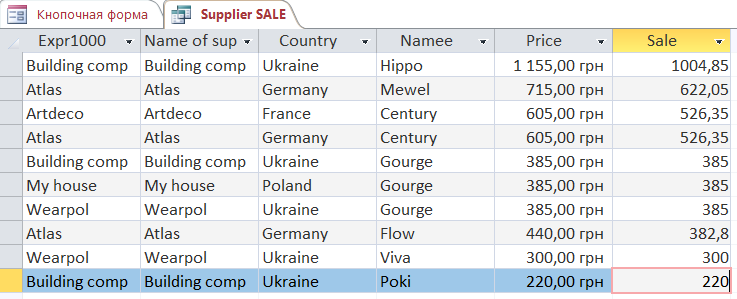 Кнопочная форма Supplier SALE
Expr1000 Name of sup Country Namee Price Sale
Building comp Building comp Ukraine Hippo 1 155,00 грн 1004,85
Atlas Atlas Germany Mewel 715,00 грн 622,05
Artdeco Artdeco France Century 605,00 грн 526,35
Atlas Atlas Germany Century 605,00 грн 526,35
Building comp Building comp Ukraine Gourge 385,00 грн 385
My house My house Poland Gourge 385,00 грн 385
Wearpol Wearpol Ukraine Gourge 385,00 грн 385
Atlas Atlas Germany Flow 440,00 грн 382,8
Wearpol Wearpol Ukraine Viva 300,00 грн 300
Building comp Building comp Ukraine Poki 220,00 грн 220